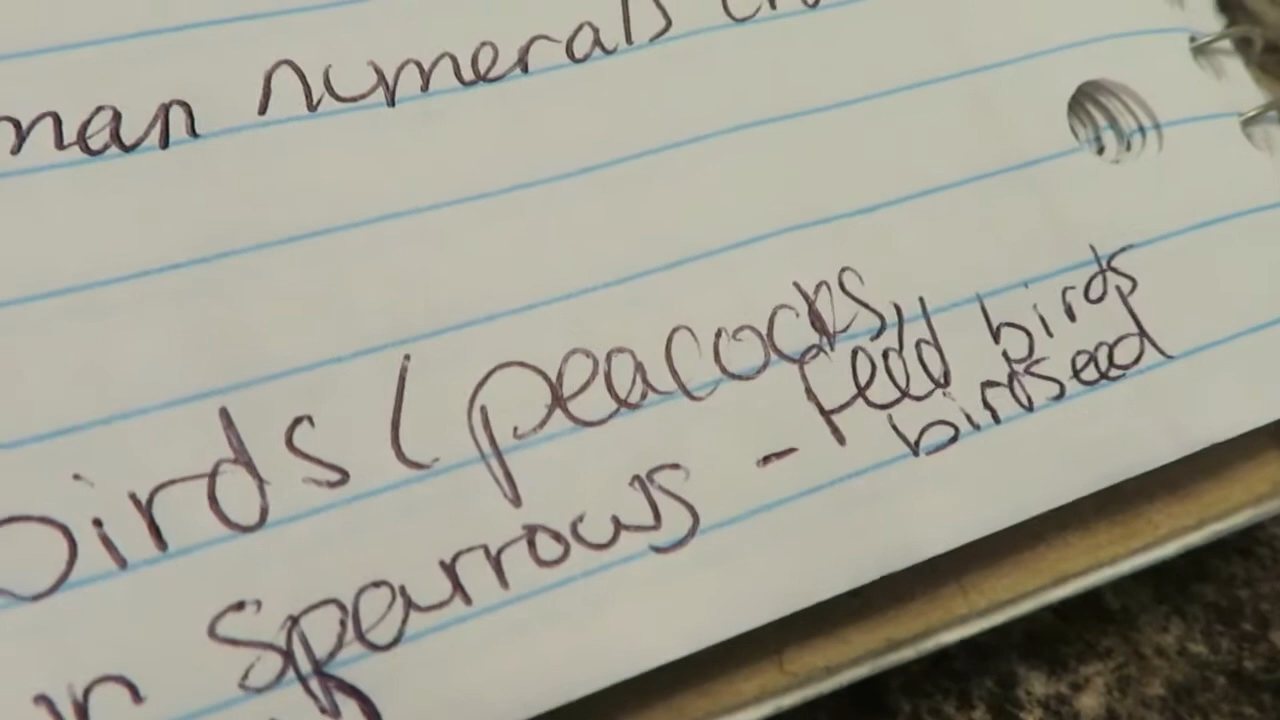 man numerals
birds (peacocks,
feed birds
birdseed
sparrows -